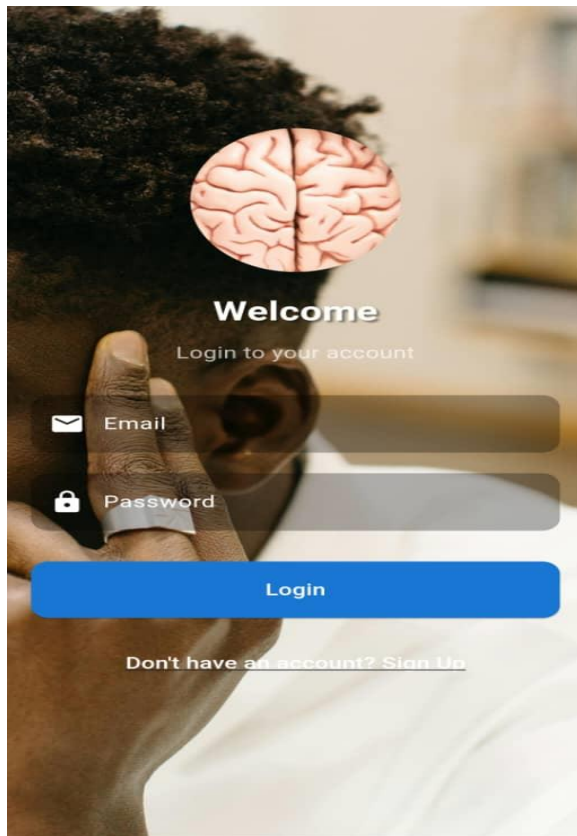 Welcome
Login to your account
Email
Password
Login
Don't have an account? Sign Up